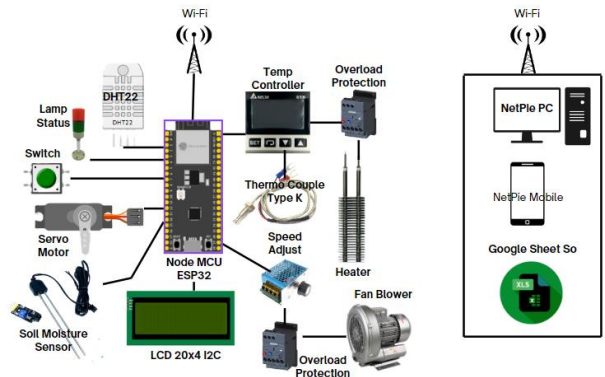 Wi-Fi
Wi-Fi
Temp
Controller
Overload
Protection
DHT22
DHT22
Lamp
Status
Switch
Servo
Motor
Soil Moisture
Sensor
Node MCU
ESP32
LCD 20x4 I2C
SET
Thermo Couple
Type K
Speed
Adjust
Heater
Fan Blower
Overload
Protection
NetPie PC
NetPie Mobile
Google Sheet So
XLS